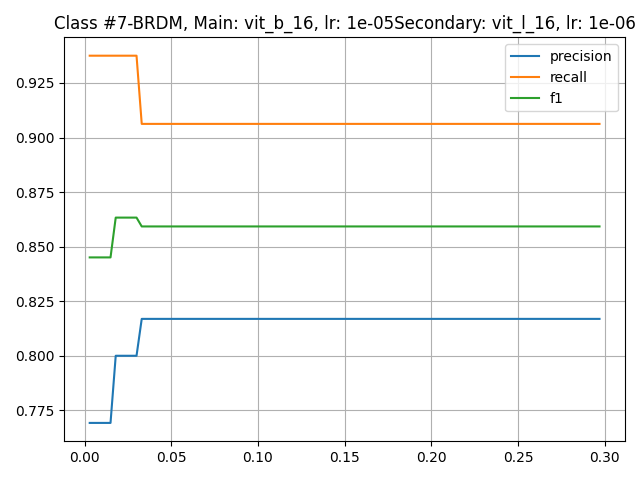 Class #7-BRDM, Main: vit_b_16, lr: 1e-05Secondary: vit_l_16, lr: 1e-06
precision
recall
f1
0.925
0.900
0.875
0.850
0.825
0.800
0.775
0.00 0.05 0.10 0.15 0.20 0.25 0.30